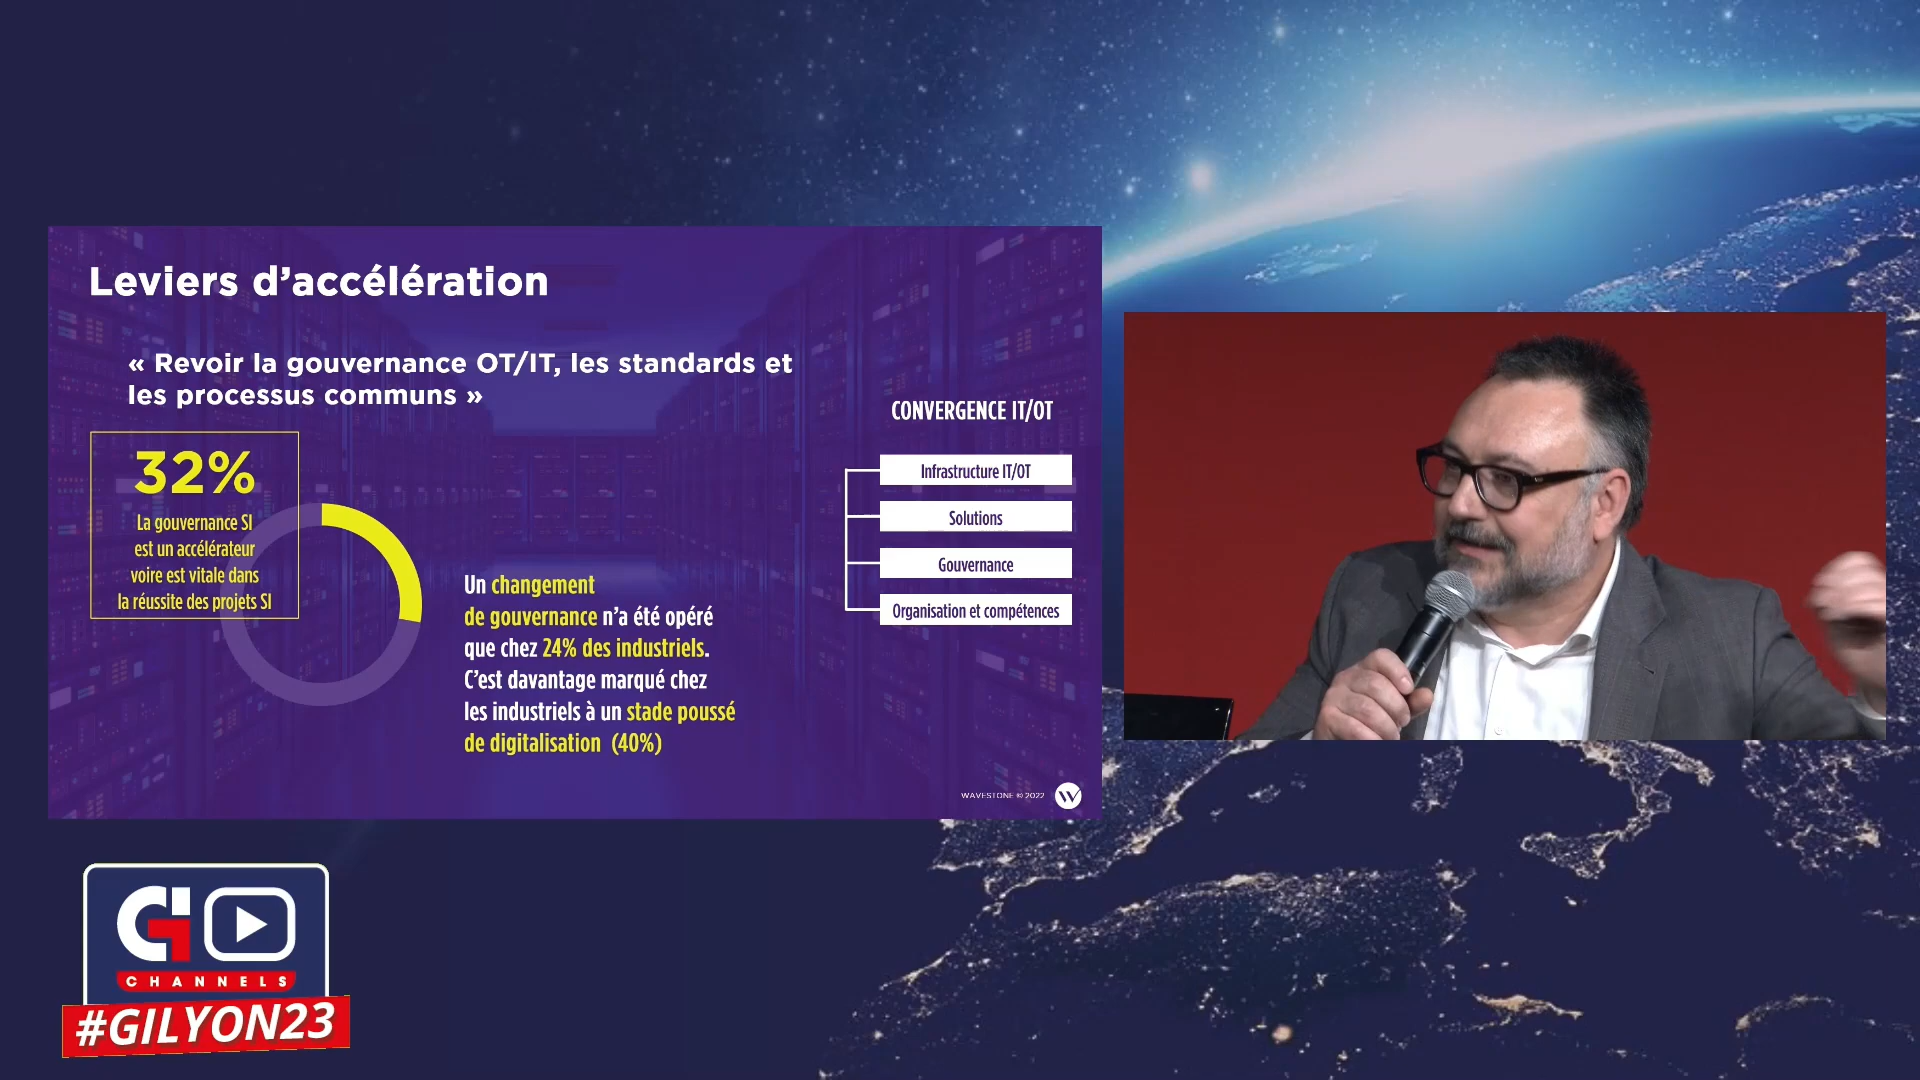 Leviers d'accélération
« Revoir la gouvernance OT/IT, les standards et
les processus communs »
32%
La gouvernance SI
est un accélérateur
voire est vitale dans
la réussite des projets SI
Un changement
de gouvernance n'a été opéré
que chez 24% des industriels.
C'est davantage marqué chez
les industriels à un stade poussé
de digitalisation (40%)
CONVERGENCE IT/OT
Infrastructure IT/OT
Solutions
Gouvernance
Organisation et compétences
WAVESTONE © 2022
W
GI
CHANNELS
#GILYON23